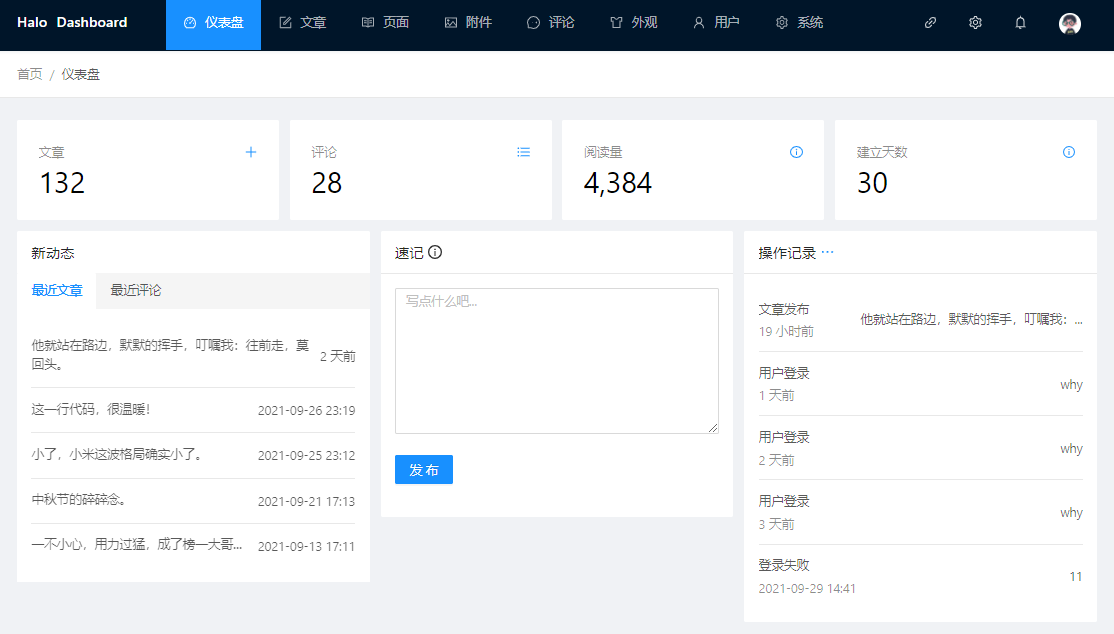 Halo Dashboard 仪表盘 文章 页面 附件 评论 外观 用户 系统
首页 / 仪表盘
文章
132
评论
28
阅读量
4,384
建立天数
30
新动态
最近文章 最近评论
他就站在路边，默默的挥手，叮嘱我：往前走，莫
回头。
2 天前
这一行代码，很温暖！ 2021-09-26 23:19
小了，小米这波格局确实小了。 2021-09-25 23:12
中秋节的碎碎念。 2021-09-21 17:13
一不小心，用力过猛，成了榜一大哥... 2021-09-13 17:11
速记
写点什么吧...
发布
操作记录 ···
文章发布
19 小时前
他就站在路边，默默的挥手，叮嘱我：...
用户登录
1 天前
why
用户登录
2 天前
why
用户登录
3 天前
why
登录失败
2021-09-29 14:41
11